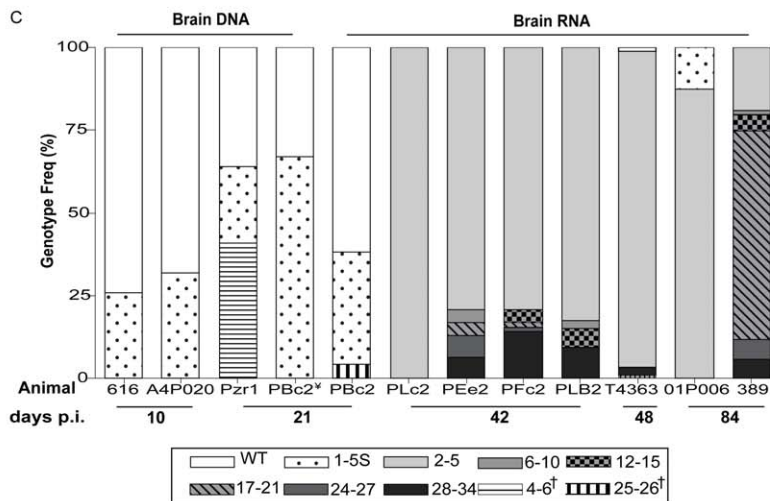 C
Brain DNA Brain RNA
Genotype Freq (%)
100
75
50
25
0
Animal 616 A4P020 Pzr1 PBc2¥ PBc2 PLc2 PEe2 PFc2 PLB2 T4363 01P006 389
days p.i. 10 21 42 48 84
WT 1-5S 2-5 6-10 12-15
17-21 24-27 28-34 4-6† 25-26†